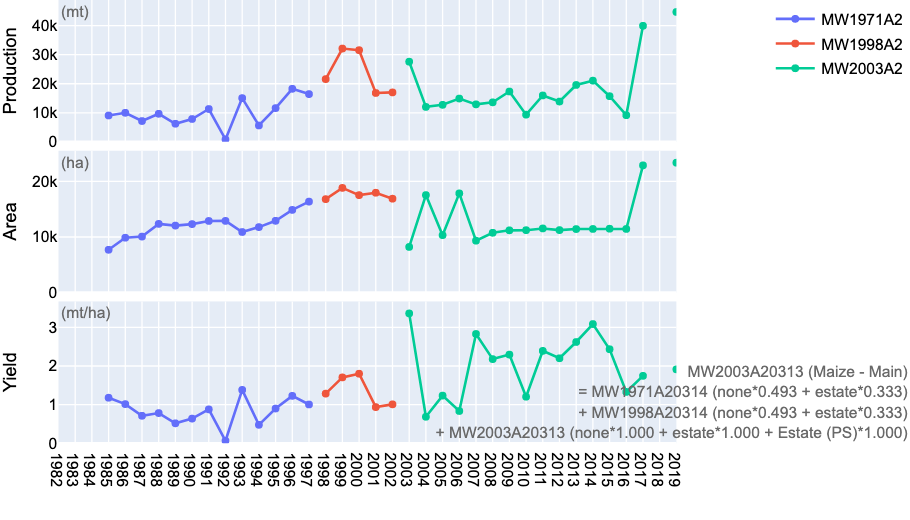 (mt)
Production
40k
30k
20k
10k
0
MW1971A2
MW1998A2
MW2003A2
(ha)
Area
20k
10k
0
(mt/ha)
Yield
3
2
1
0
MW2003A20313 (Maize - Main)
= MW1971A20314 (none*0.493 + estate*0.333)
+ MW1998A20314 (none*0.493 + estate*0.333)
+ MW2003A20313 (none*1.000 + estate*1.000 + Estate (PS)*1.000)
1982
1983
1984
1985
1986
1987
1988
1989
1990
1991
1992
1993
1994
1995
1996
1997
1998
1999
2000
2001
2002
2003
2004
2005
2006
2007
2008
2009
2010
2011
2012
2013
2014
2015
2016
2017
2018
2019